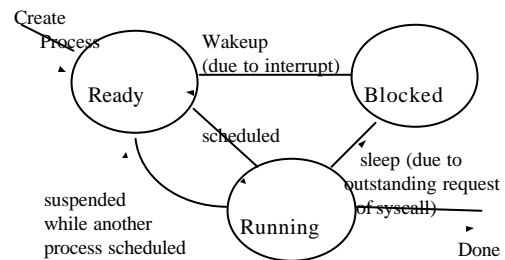 Create
Process
Wakeup
(due to interrupt)
Ready
Blocked
scheduled
sleep (due to
outstanding request
of syscall)
suspended
while another
process scheduled
Running
Done